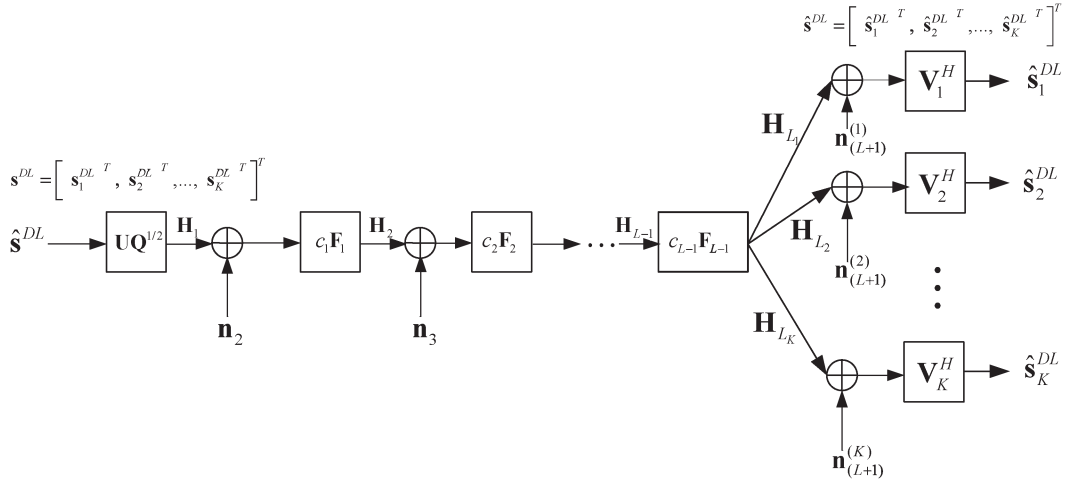 ŝ^{DL} = [ ŝ_1^{DL T}, ŝ_2^{DL T}, ..., ŝ_K^{DL T} ]^T
V_1^H
ŝ_1^{DL}
H_{L_1}
n_{(L+1)}^{(1)}
s^{DL} = [ s_1^{DL T}, s_2^{DL T}, ..., s_K^{DL T} ]^T
V_2^H
ŝ_2^{DL}
ŝ^{DL}
UQ^{1/2}
H_1
c_1F_1
H_2
c_2F_2
...
H_{L-1}
c_{L-1}F_{L-1}
H_{L_2}
n_{(L+1)}^{(2)}
n_2
n_3
H_{L_K}
V_K^H
ŝ_K^{DL}
n_{(L+1)}^{(K)}